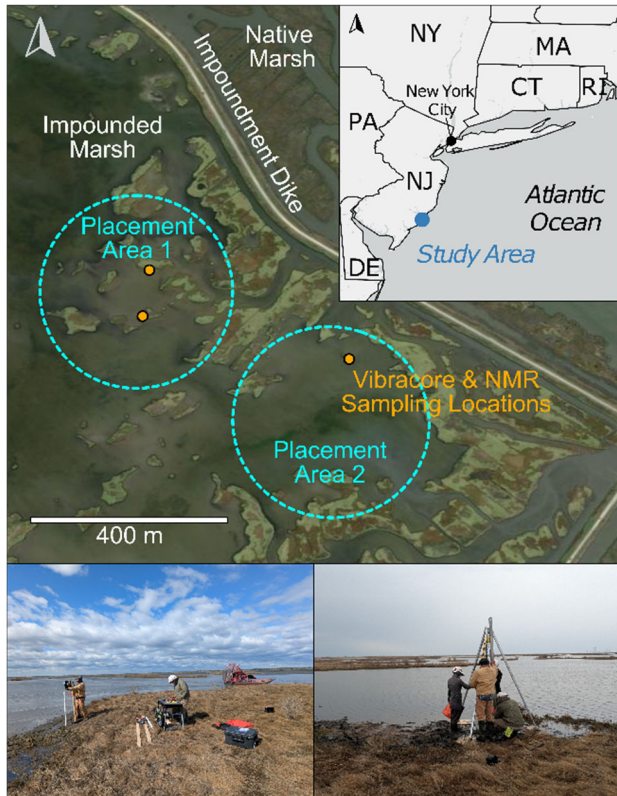 Native
Marsh
Impoundment Dike
Impounded
Marsh
Placement
Area 1
Vibracore & NMR
Sampling Locations
Placement
Area 2
400 m
NY
MA
CT
RI
New York
City
PA
NJ
Atlantic
Ocean
Study Area
DE